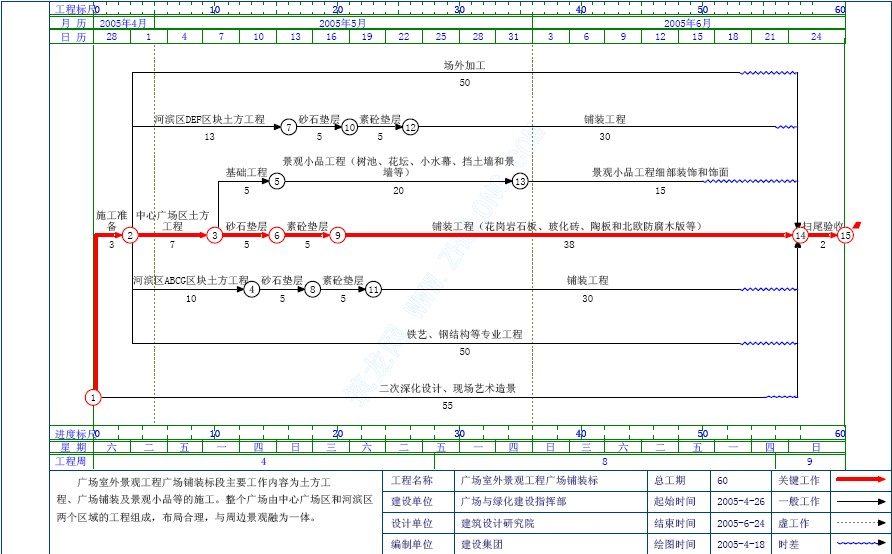 工程标尺 0 10 20 30 40 50 60
月 历 2005年4月 2005年5月 2005年6月
日 历 28 1 4 7 10 13 16 19 22 25 28 31 3 6 9 12 15 18 21 24
场外加工
50
河滨区DEF区块土方工程 7 砂石垫层 10 素砼垫层 12 铺装工程
13 5 5 30
景观小品工程（树池、花坛、小水幕、挡土墙和景
墙等）
基础工程 5 13 景观小品工程细部装饰和饰面
5 20 15
施工准
备
3
2
中心广场区土方
工程
7
3 砂石垫层 6 素砼垫层 9 铺装工程（花岗岩石板、玻化砖、陶板和北欧防腐木版等） 14 扫尾验收 15
5 5 38 2
河滨区ABCG区块土方工程 4 砂石垫层 8 素砼垫层 11 铺装工程
10 5 5 30
铁艺、钢结构等专业工程
50
1 二次深化设计、现场艺术造景
55
进度标尺 0 10 20 30 40 50 60
星 期 六 二 五 一 四 日 三 六 二 五 一 四 日 三 六 二 五 一 四 日
工程周 4 8 9
广场室外景观工程广场铺装标段主要工作内容为土方工
程、广场铺装及景观小品等的施工。整个广场由中心广场区和河滨区
两个区域的工程组成，布局合理，与周边景观融为一体。
工程名称 广场室外景观工程广场铺装标 总工期 60 关键工作
建设单位 广场与绿化建设指挥部 起始时间 2005-4-26 一般工作
设计单位 建筑设计研究院 结束时间 2005-6-24 虚工作
编制单位 建设集团 绘图时间 2005-4-18 时差